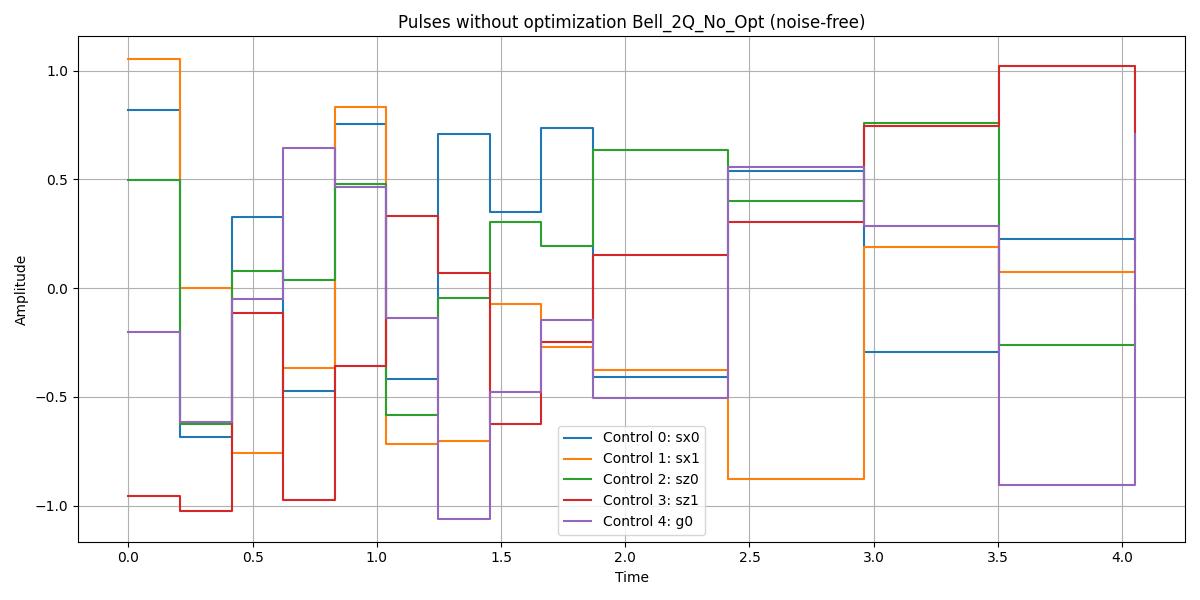 Pulses without optimization Bell_2Q_No_Opt (noise-free)
Amplitude
1.0
0.5
0.0
−0.5
−1.0
Control 0: sx0
Control 1: sx1
Control 2: sz0
Control 3: sz1
Control 4: g0
0.0 0.5 1.0 1.5 2.0 2.5 3.0 3.5 4.0
Time